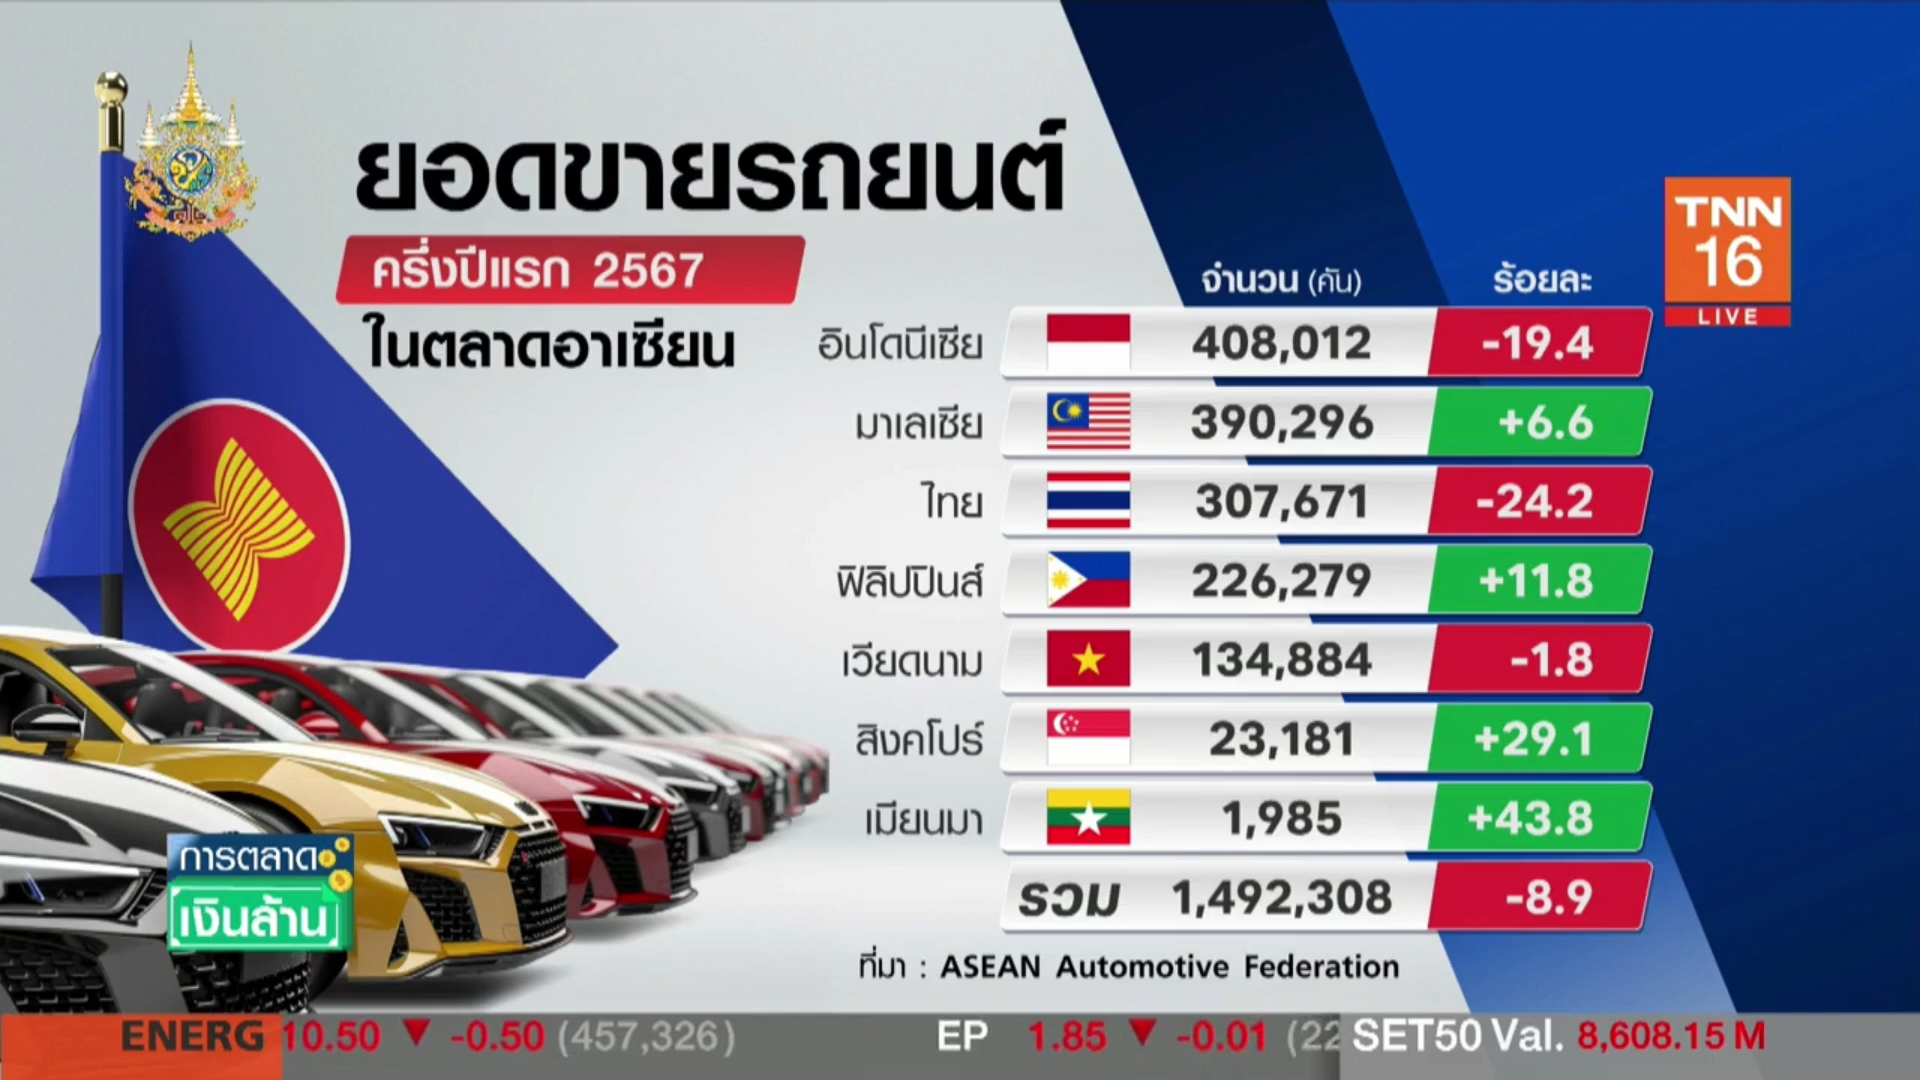 ยอดขายรถยนต์
ครึ่งปีแรก 2567
ในตลาดอาเซียน
TNN
16
LIVE
จำนวน (คัน) ร้อยละ
อินโดนีเซีย 408,012 -19.4
มาเลเซีย 390,296 +6.6
ไทย 307,671 -24.2
ฟิลิปปินส์ 226,279 +11.8
เวียดนาม 134,884 -1.8
สิงคโปร์ 23,181 +29.1
เมียนมา 1,985 +43.8
รวม 1,492,308 -8.9
ที่มา : ASEAN Automotive Federation
การตลาด
เงินล้าน
ENERG 10.50 ▼ -0.50 (457,326) EP 1.85 ▼ -0.01 (22 SET50 Val. 8,608.15 M